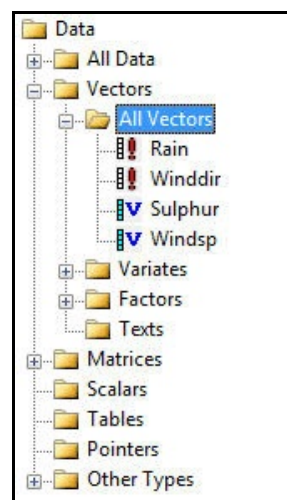 Data
All Data
Vectors
All Vectors
Rain
Winddir
Sulphur
Windsp
Variates
Factors
Texts
Matrices
Scalars
Tables
Pointers
Other Types